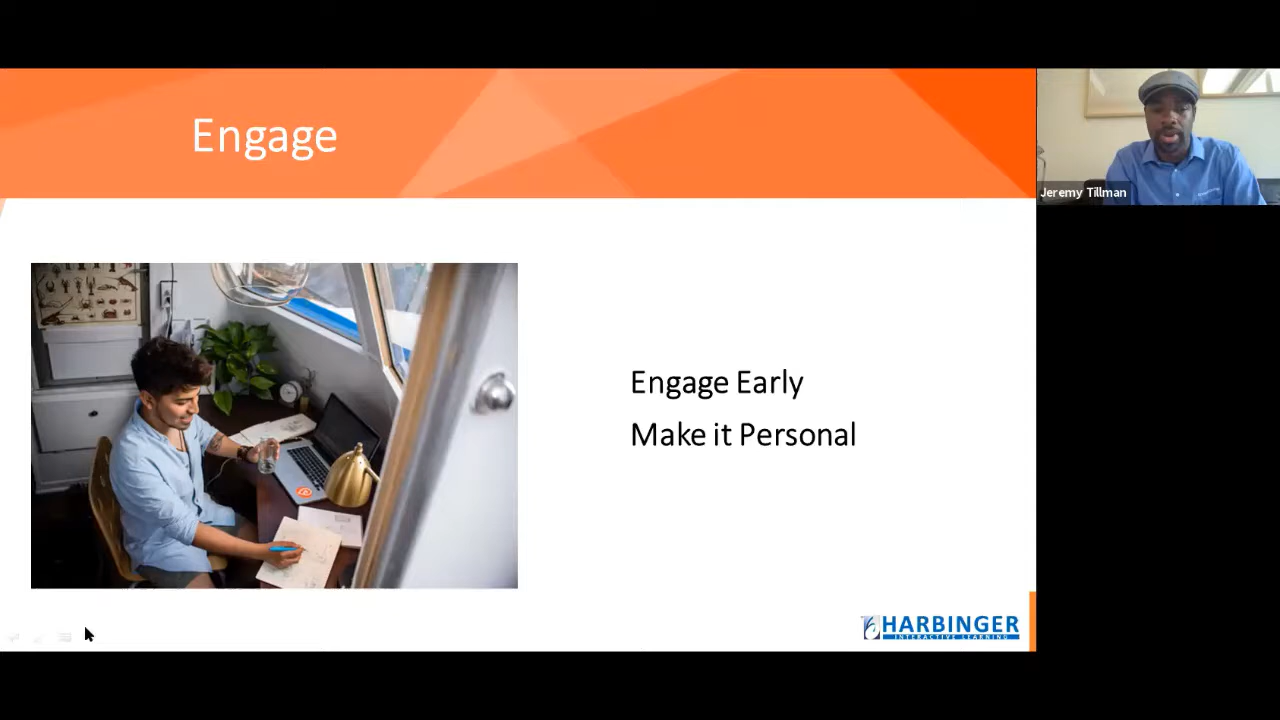 Engage
Jeremy Tillman
Engage Early
Make it Personal
HARBINGER
INTERACTIVE LEARNING